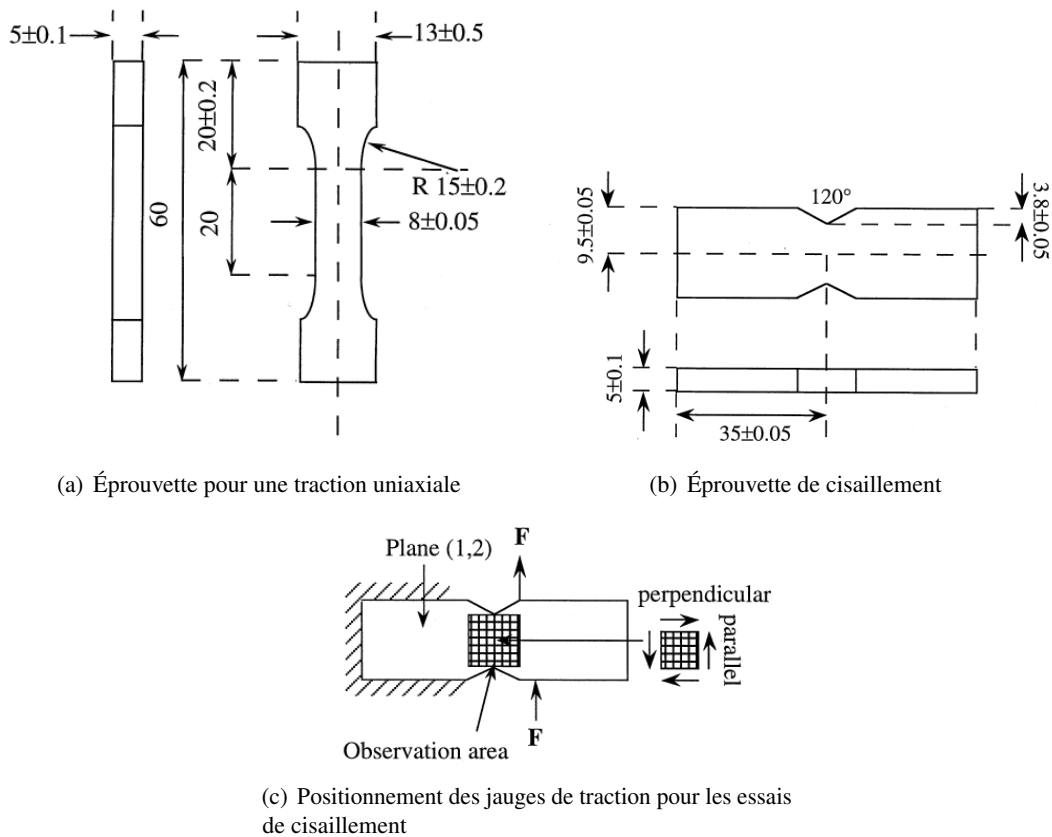 5±0.1
13±0.5
20±0.2
R 15±0.2
60
20
8±0.05
(a) Éprouvette pour une traction uniaxiale
120°
9.5±0.05
3.8±0.05
5±0.1
35±0.05
(b) Éprouvette de cisaillement
F
Plane (1,2)
perpendicular
parallel
Observation area
F
(c) Positionnement des jauges de traction pour les essais
de cisaillement